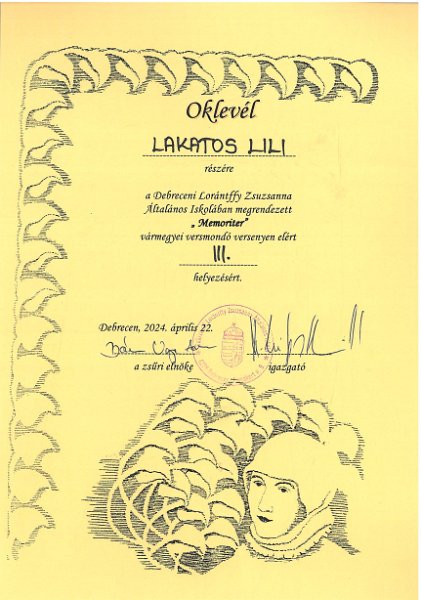 Oklevél
LAKATOS LILI
részére
a Debreceni Lorántffy Zsuzsanna
Általános Iskolában megrendezett
„ Memoriter”
vármegyei versmondó versenyen elért
III.
helyezésért.
Debrecen, 2024. április 22.
a zsűri elnöke igazgató